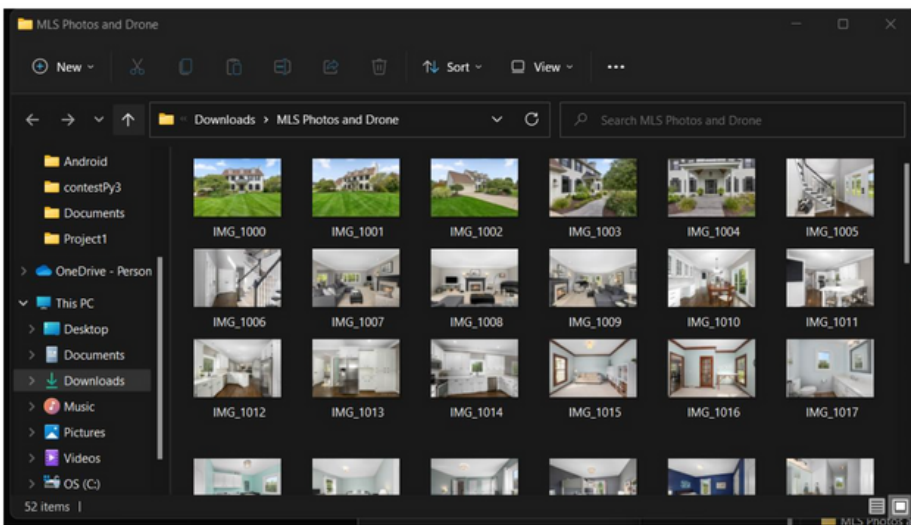 MLS Photos and Drone
New
Sort
View
Downloads > MLS Photos and Drone
Search MLS Photos and Drone
Android
contestPy3
Documents
Project1
OneDrive - Person
This PC
Desktop
Documents
Downloads
Music
Pictures
Videos
OS (C:)
IMG_1000 IMG_1001 IMG_1002 IMG_1003 IMG_1004 IMG_1005
IMG_1006 IMG_1007 IMG_1008 IMG_1009 IMG_1010 IMG_1011
IMG_1012 IMG_1013 IMG_1014 IMG_1015 IMG_1016 IMG_1017
52 items
MLS Photos